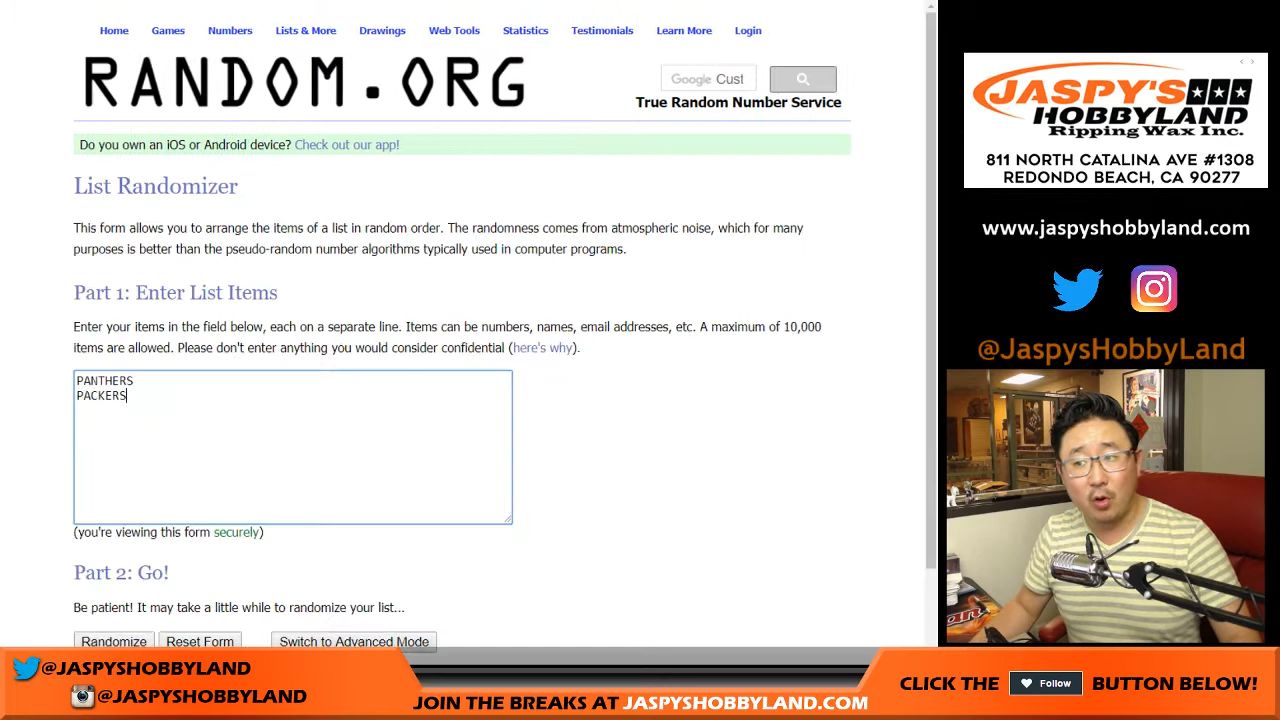 Home Games Numbers Lists & More Drawings Web Tools Statistics Testimonials Learn More Login
RANDOM.ORG
Google Cust
True Random Number Service
Do you own an iOS or Android device? Check out our app!
List Randomizer
This form allows you to arrange the items of a list in random order. The randomness comes from atmospheric noise, which for many
purposes is better than the pseudo-random number algorithms typically used in computer programs.
Part 1: Enter List Items
Enter your items in the field below, each on a separate line. Items can be numbers, names, email addresses, etc. A maximum of 10,000
items are allowed. Please don't enter anything you would consider confidential (here's why).
PANTHERS
PACKERS
(you're viewing this form securely)
Part 2: Go!
Be patient! It may take a little while to randomize your list...
Randomize Reset Form Switch to Advanced Mode
JASPY'S
HOBBYLAND
Ripping Wax Inc.
811 NORTH CATALINA AVE #1308
REDONDO BEACH, CA 90277
www.jaspyshobbyland.com
@JaspysHobbyLand
@JASPYSHOBBYLAND
@JASPYSHOBBYLAND
JOIN THE BREAKS AT JASPYSHOBBYLAND.COM
CLICK THE Follow BUTTON BELOW!